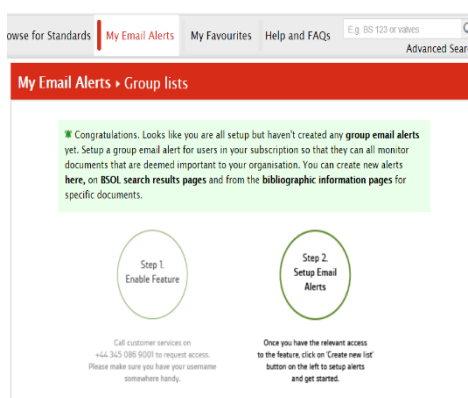 owse for Standards My Email Alerts My Favourites Help and FAQs E.g. BS 123 or valves
Advanced Sear
My Email Alerts ▸ Group lists
Congratulations. Looks like you are all setup but haven't created any group email alerts
yet. Setup a group email alert for users in your subscription so that they can all monitor
documents that are deemed important to your organisation. You can create new alerts
here, on BSOL search results pages and from the bibliographic information pages for
specific documents.
Step 1.
Enable Feature
Call customer services on
+44 345 086 9001 to request access.
Please make sure you have your username
somewhere handy.
Step 2.
Setup Email
Alerts
Once you have the relevant access
to the feature, click on 'Create new list'
button on the left to setup alerts
and get started.